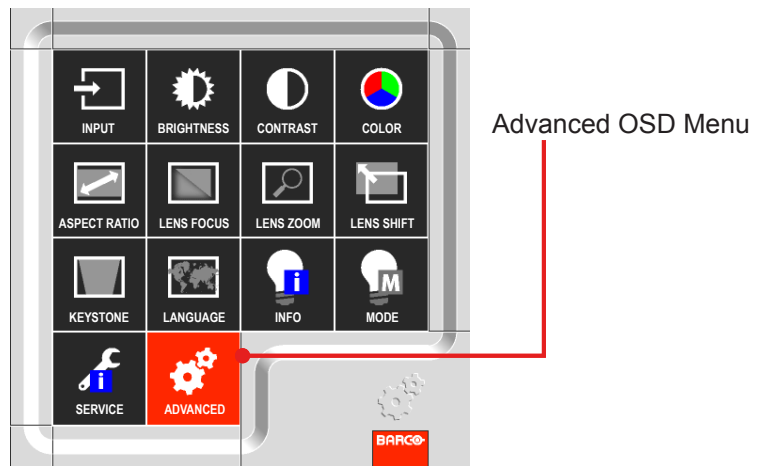 INPUT
BRIGHTNESS
CONTRAST
COLOR
Advanced OSD Menu
ASPECT RATIO
LENS FOCUS
LENS ZOOM
LENS SHIFT
i
M
KEYSTONE
LANGUAGE
INFO
MODE
i
SERVICE
ADVANCED
BARCO